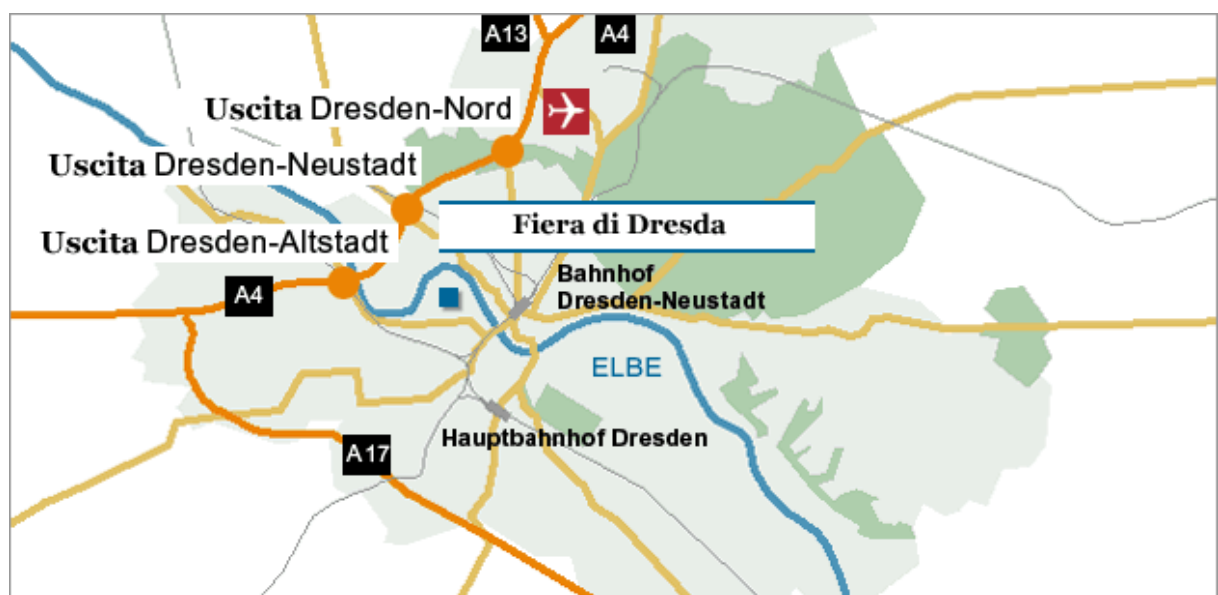 A13
A4
Uscita Dresden-Nord
Uscita Dresden-Neustadt
Fiera di Dresda
Uscita Dresden-Altstadt
Bahnhof
Dresden-Neustadt
A4
ELBE
Hauptbahnhof Dresden
A17